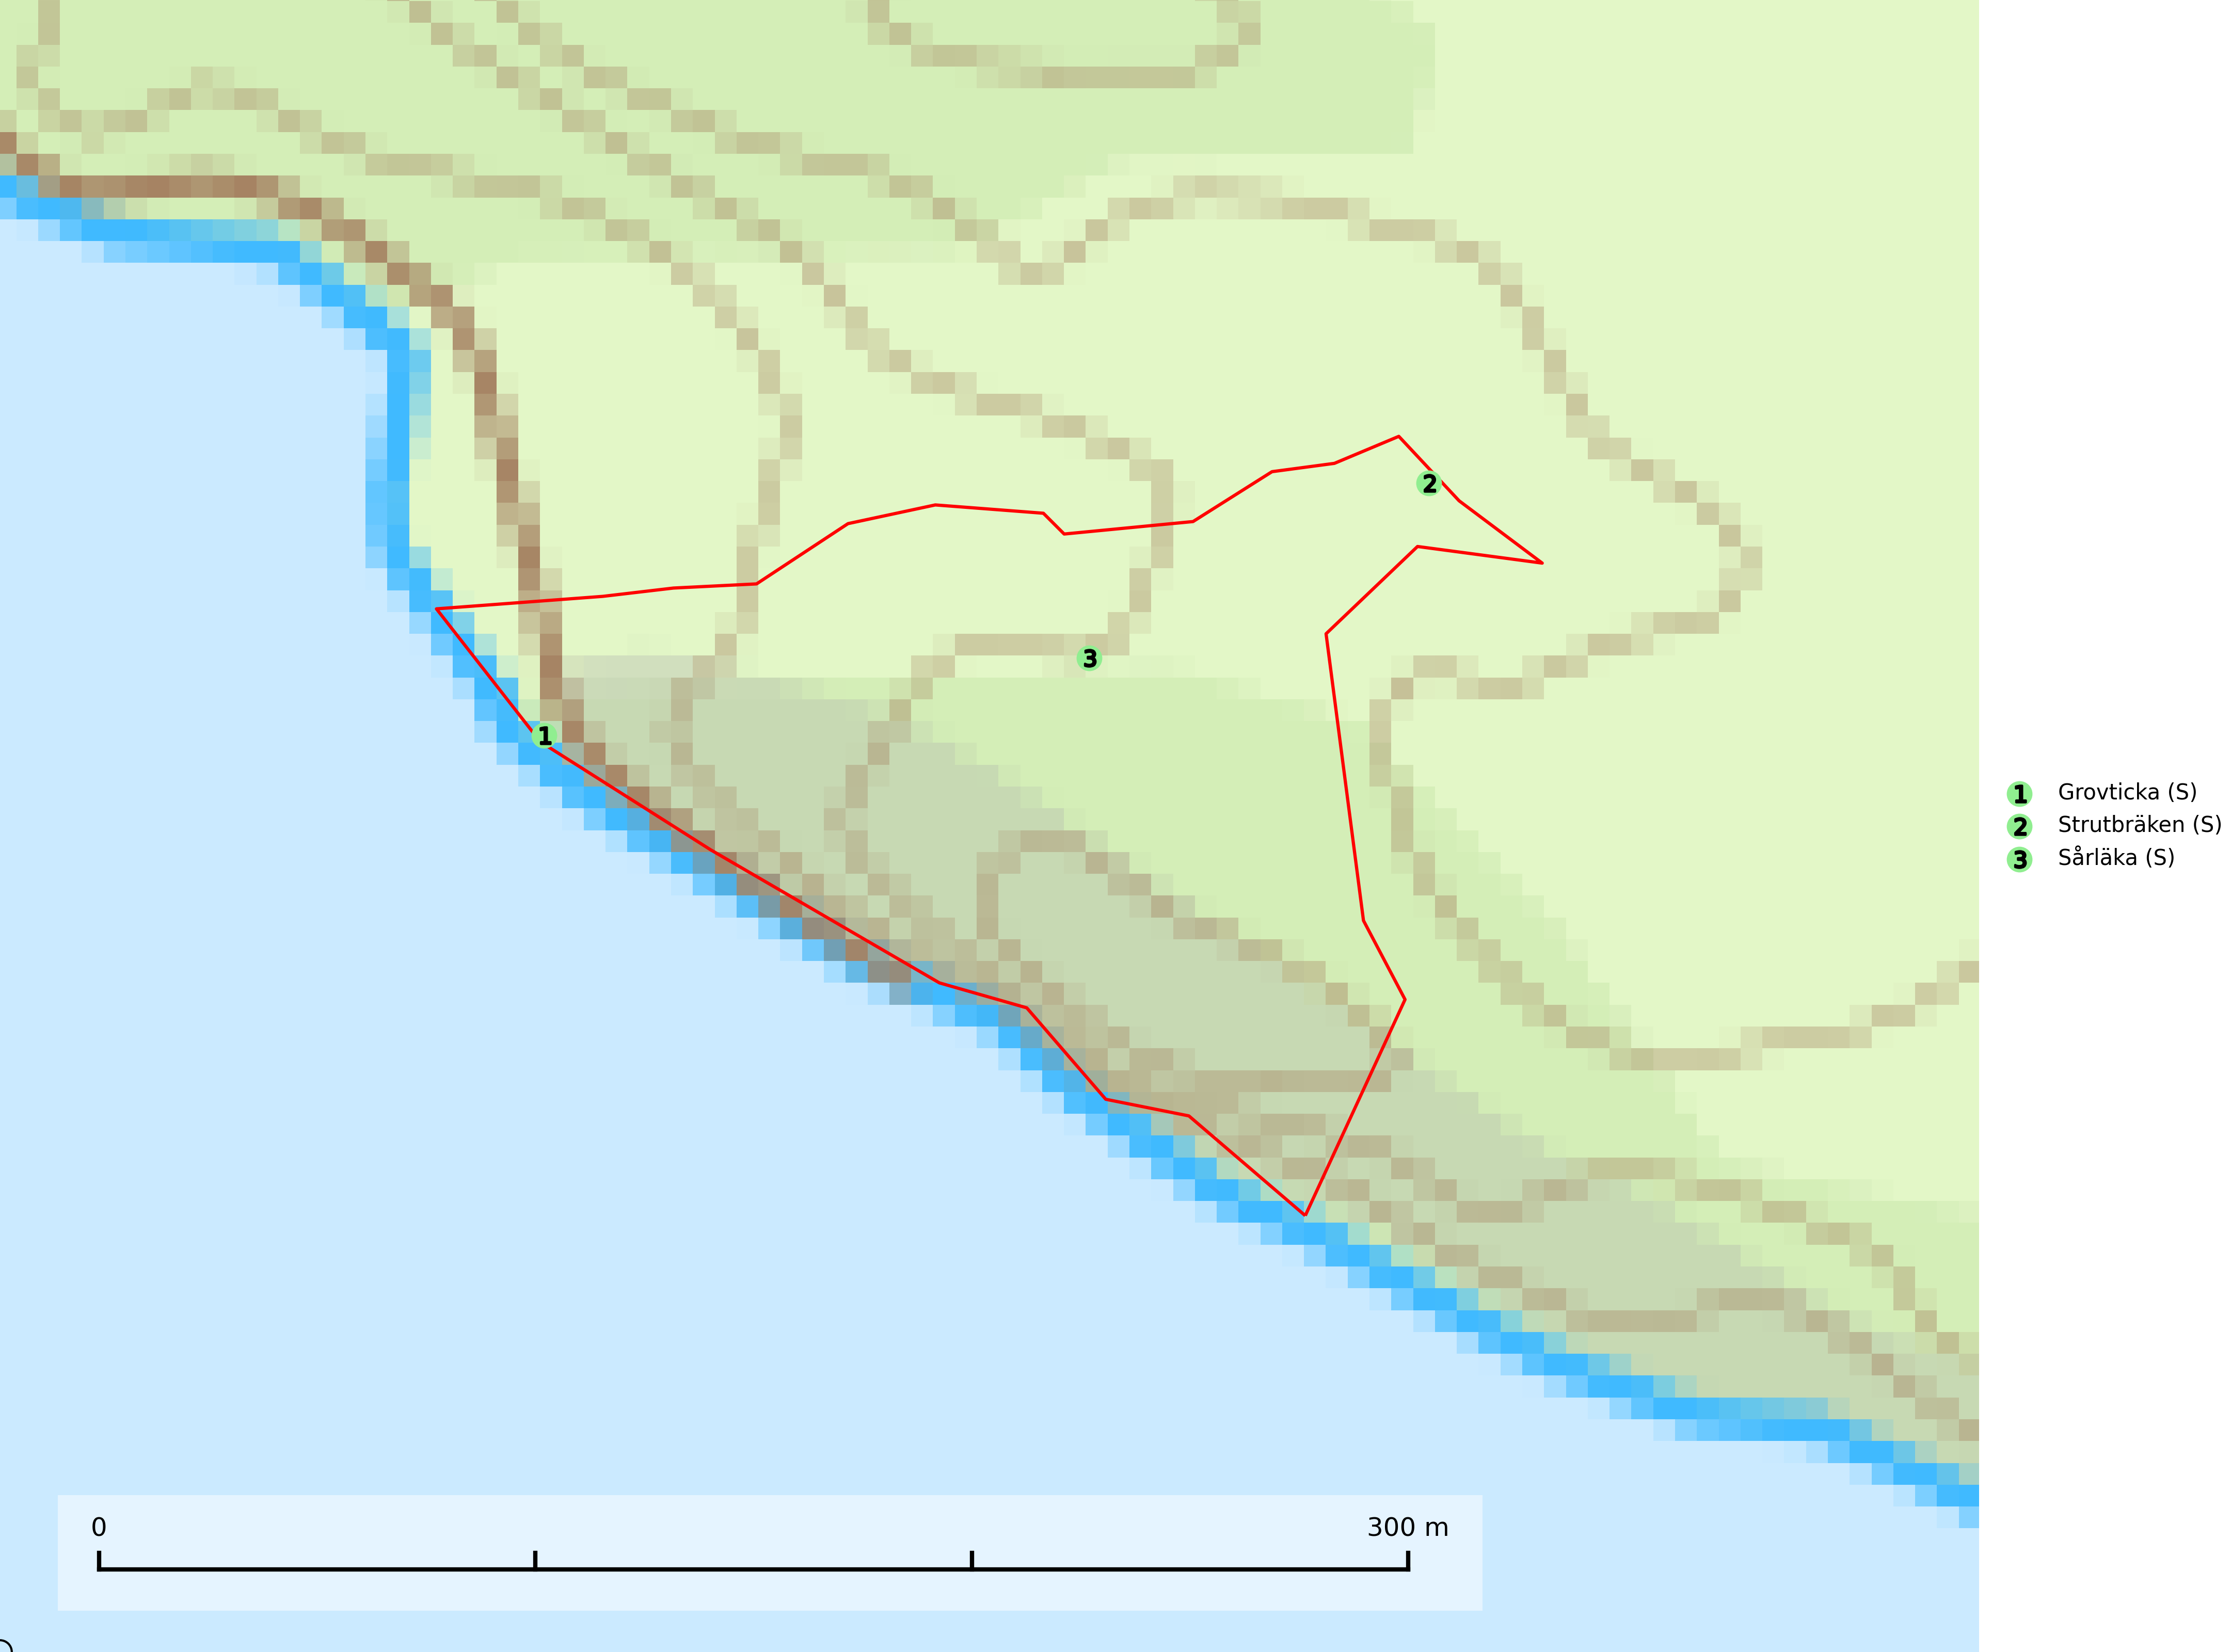 2
3
1
1 Grovticka (S)
2 Strutbräken (S)
3 Sårläka (S)
0 300 m